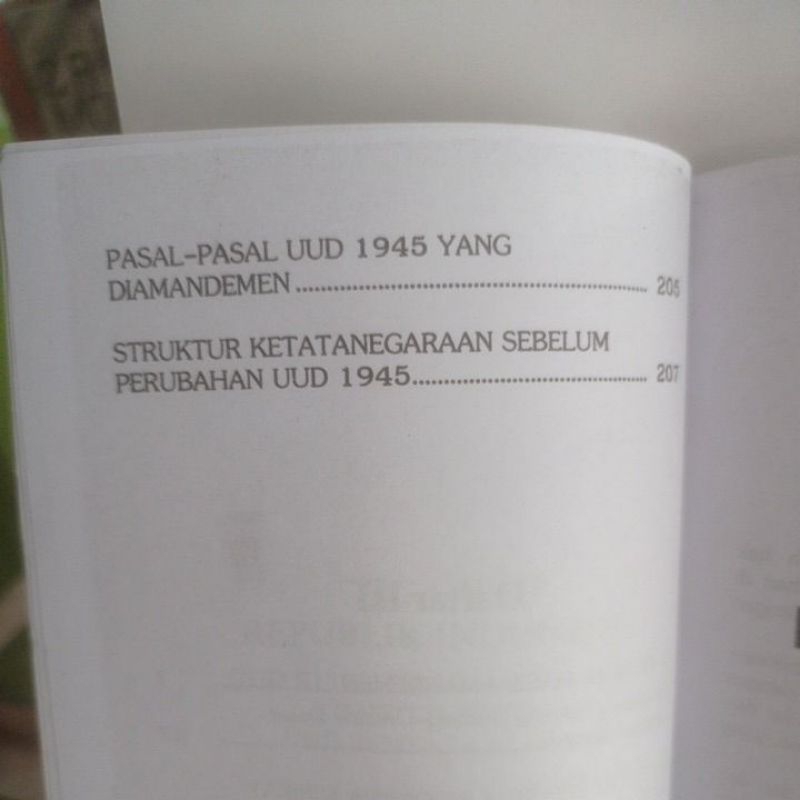 PASAL-PASAL UUD 1945 YANG
DIAMANDEMEN ........................................................ 205
STRUKTUR KETATANEGARAAN SEBELUM
PERUBAHAN UUD 1945...................................... 207